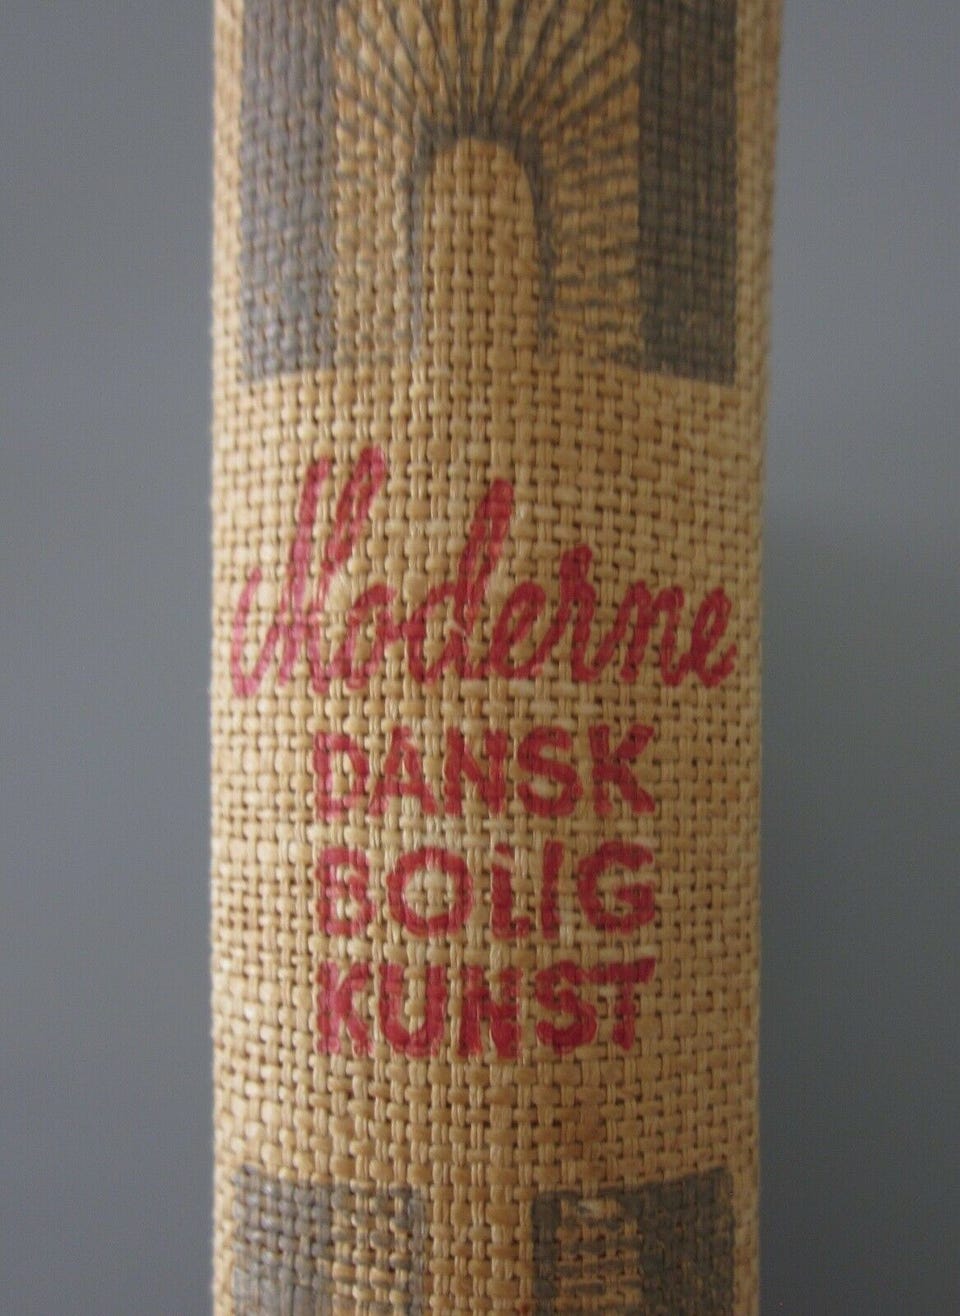 Moderne
DANSK
BOLIG
KUNST